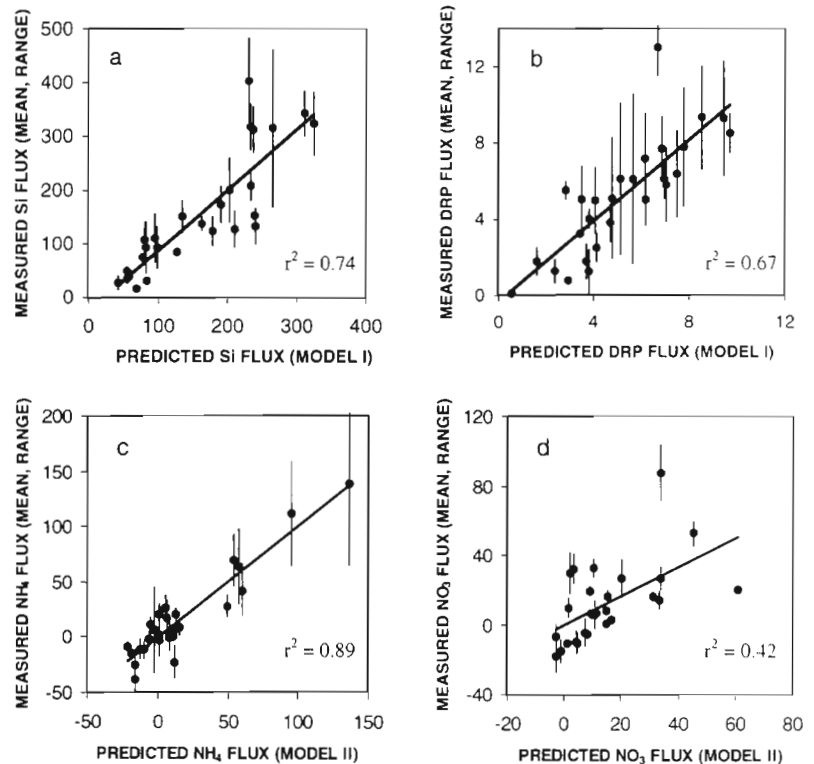 a
MEASURED Si FLUX (MEAN, RANGE)
500
400
300
200
100
0
0 100 200 300 400
r² = 0.74
PREDICTED Si FLUX (MODEL I)
b
MEASURED DRP FLUX (MEAN, RANGE)
12
8
4
0
0 4 8 12
r² = 0.67
PREDICTED DRP FLUX (MODEL I)
c
MEASURED NH₄ FLUX (MEAN, RANGE)
200
150
100
50
0
-50
-50 0 50 100 150
r² = 0.89
PREDICTED NH₄ FLUX (MODEL II)
d
MEASURED NO₃ FLUX (MEAN, RANGE)
120
80
40
0
-40
-20 0 20 40 60 80
r² = 0.42
PREDICTED NO₃ FLUX (MODEL II)